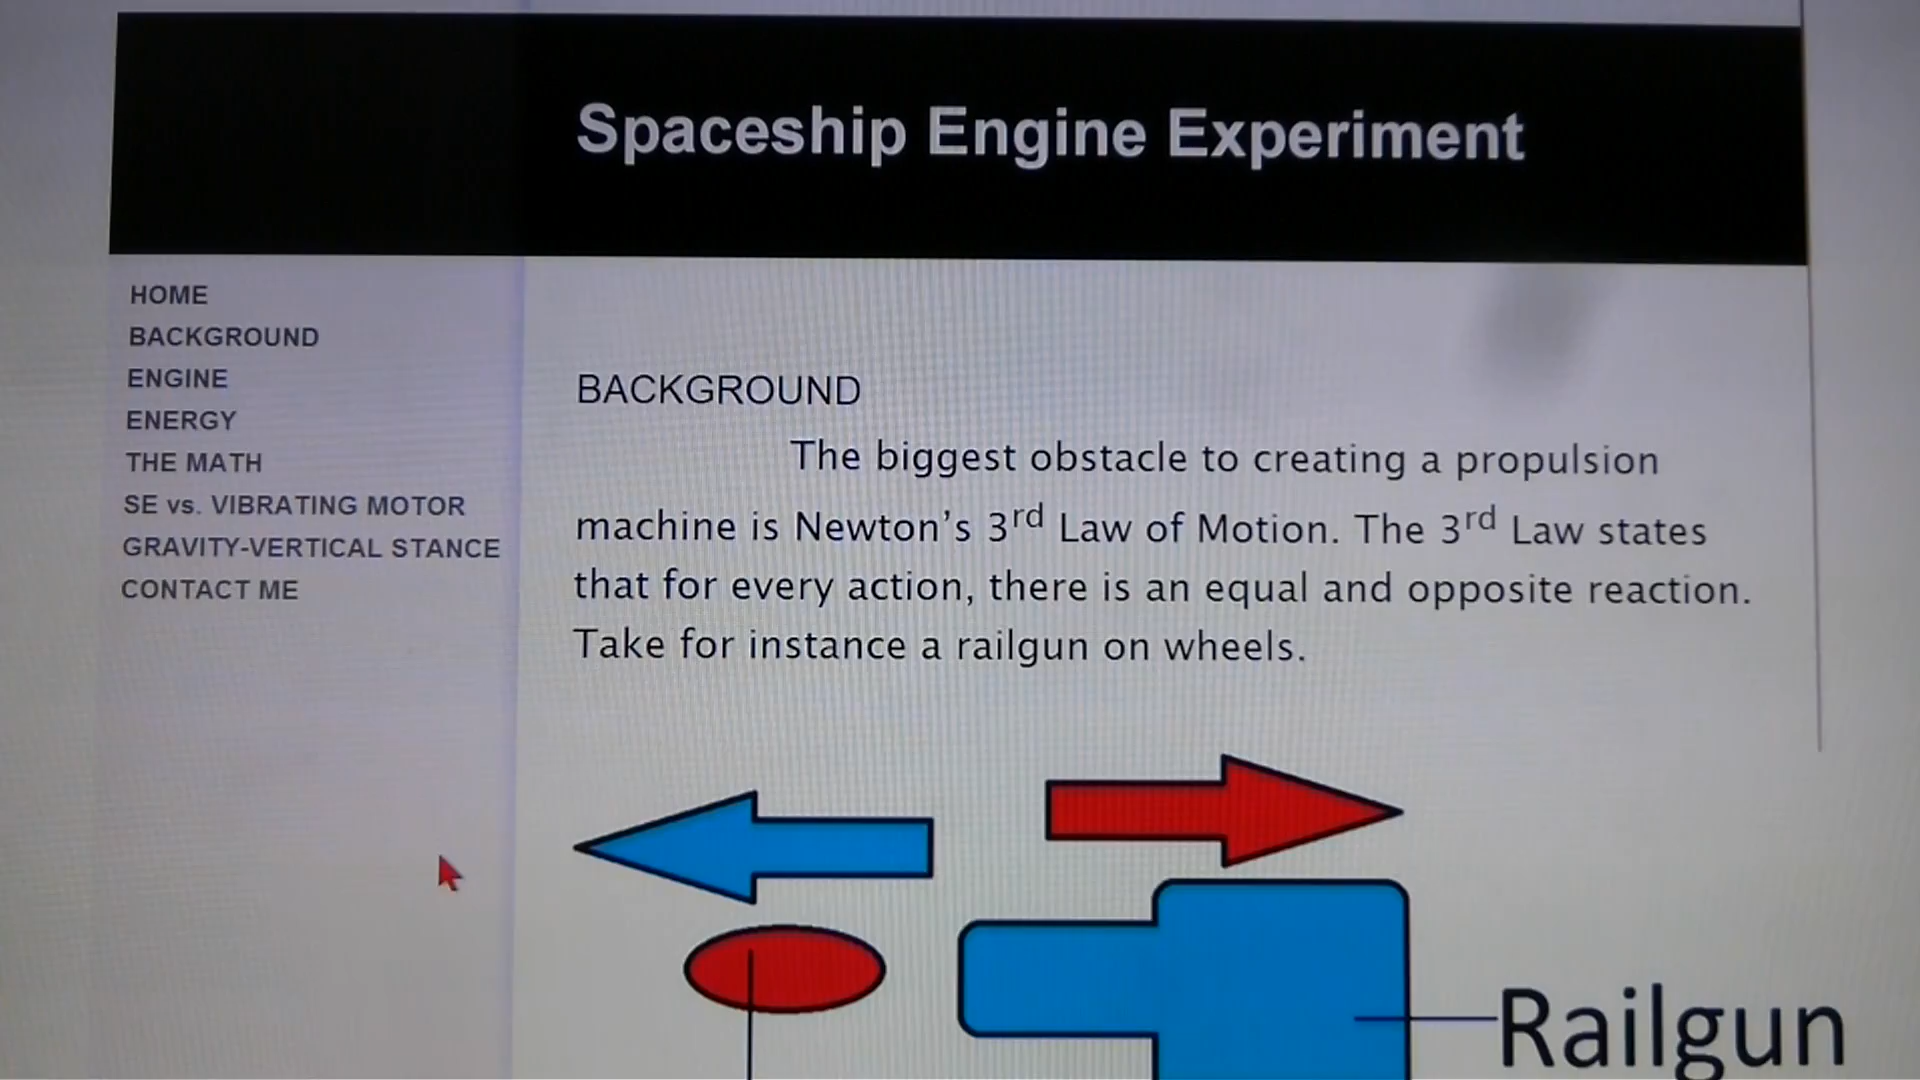 Spaceship Engine Experiment
HOME
BACKGROUND
ENGINE
ENERGY
THE MATH
SE vs. VIBRATING MOTOR
GRAVITY-VERTICAL STANCE
CONTACT ME
BACKGROUND
The biggest obstacle to creating a propulsion
machine is Newton's 3rd Law of Motion. The 3rd Law states
that for every action, there is an equal and opposite reaction.
Take for instance a railgun on wheels.
Railgun